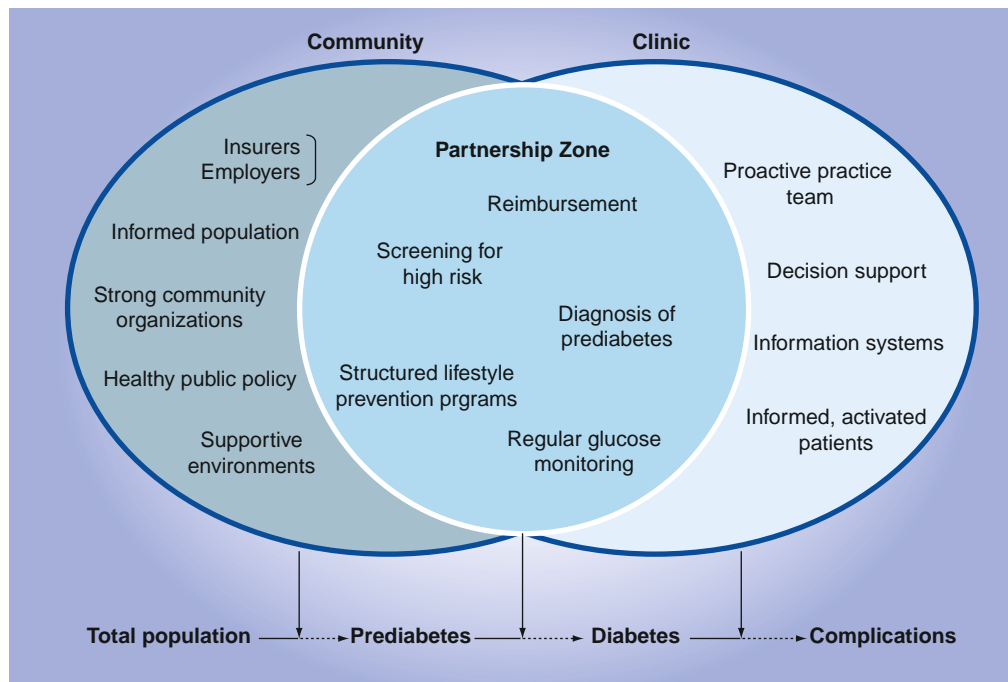 Community
Clinic
Insurers
Employers
Informed population
Strong community
organizations
Healthy public policy
Supportive
environments
Partnership Zone
Reimbursement
Screening for
high risk
Diagnosis of
prediabetes
Structured lifestyle
prevention prgrams
Regular glucose
monitoring
Proactive practice
team
Decision support
Information systems
Informed, activated
patients
Total population
Prediabetes
Diabetes
Complications